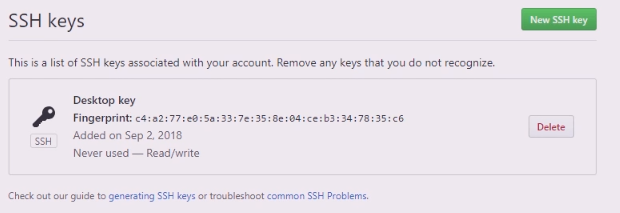 SSH keys
New SSH key
This is a list of SSH keys associated with your account. Remove any keys that you do not recognize.
Desktop key
Fingerprint: c4:a2:77:e0:5a:33:7e:35:8e:04:ce:b3:34:78:35:c6
Added on Sep 2, 2018
Never used — Read/write
SSH
Delete
Check out our guide to generating SSH keys or troubleshoot common SSH Problems.